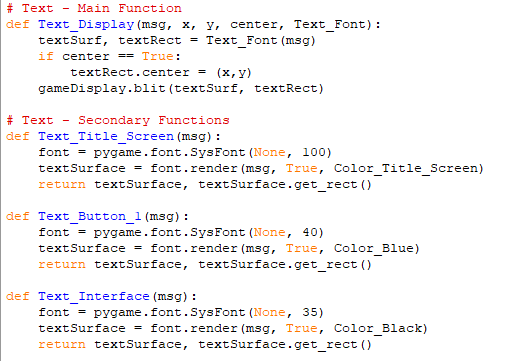 # Text - Main Function
def Text_Display(msg, x, y, center, Text_Font):
    textSurf, textRect = Text_Font(msg)
    if center == True:
        textRect.center = (x,y)
    gameDisplay.blit(textSurf, textRect)

# Text - Secondary Functions
def Text_Title_Screen(msg):
    font = pygame.font.SysFont(None, 100)
    textSurface = font.render(msg, True, Color_Title_Screen)
    return textSurface, textSurface.get_rect()

def Text_Button_1(msg):
    font = pygame.font.SysFont(None, 40)
    textSurface = font.render(msg, True, Color_Blue)
    return textSurface, textSurface.get_rect()

def Text_Interface(msg):
    font = pygame.font.SysFont(None, 35)
    textSurface = font.render(msg, True, Color_Black)
    return textSurface, textSurface.get_rect()